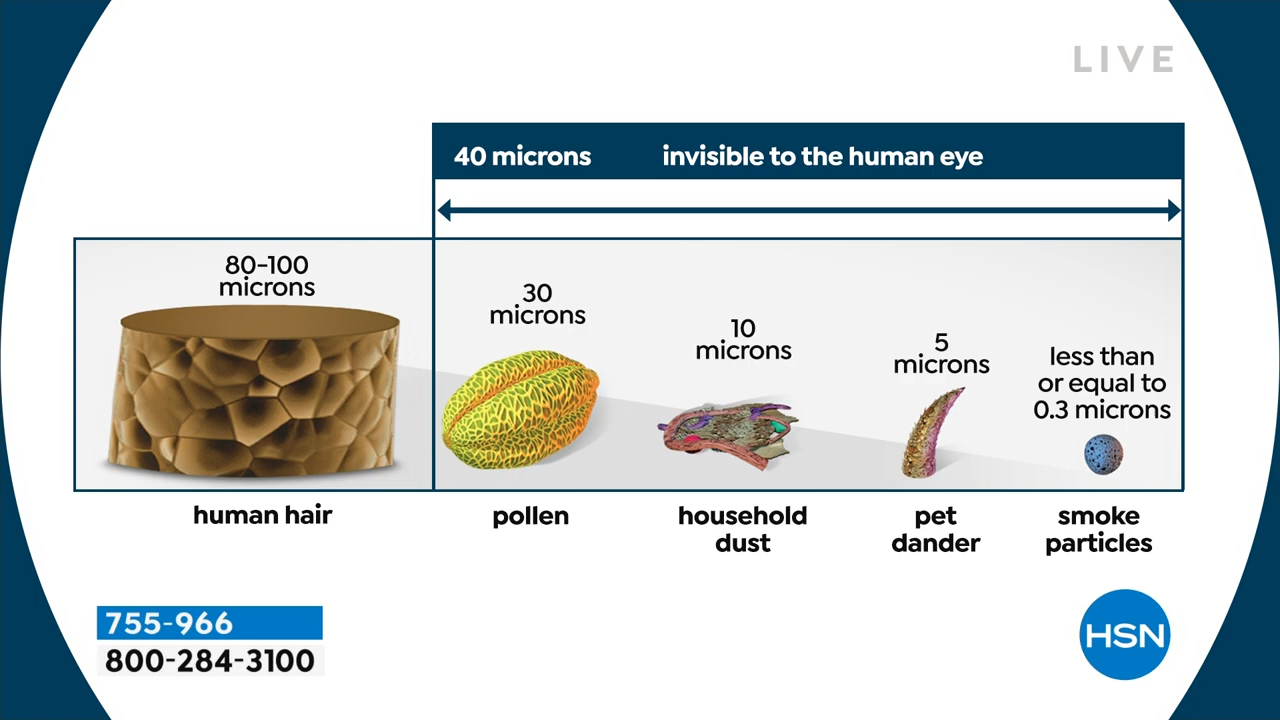 LIVE
40 microns invisible to the human eye
80-100
microns
30
microns
10
microns
5
microns
less than
or equal to
0.3 microns
human hair
pollen
household
dust
pet
dander
smoke
particles
755-966
800-284-3100
HSN